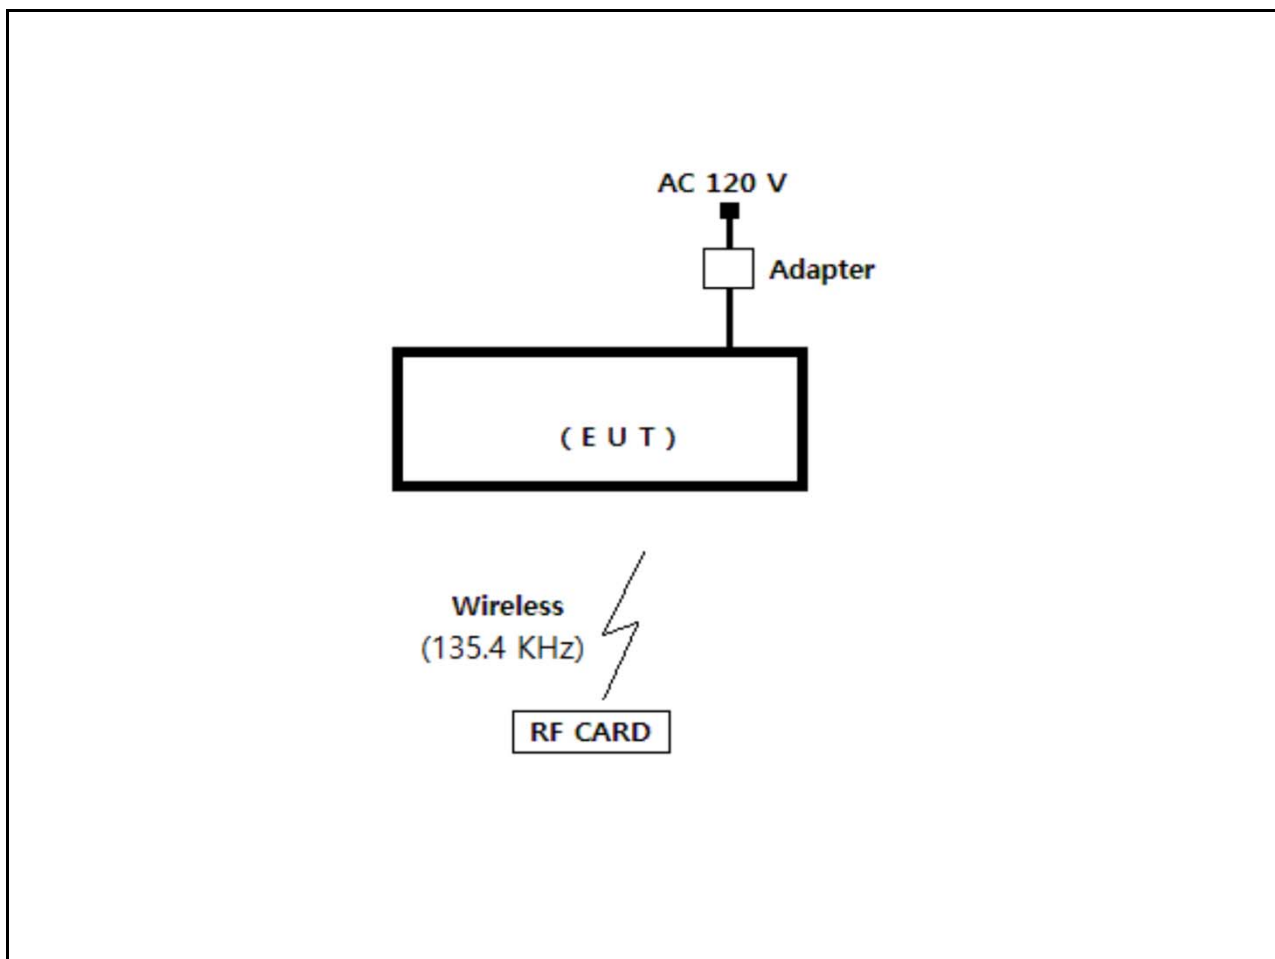 AC 120 V
Adapter
( E U T )
Wireless
(135.4 KHz)
RF CARD